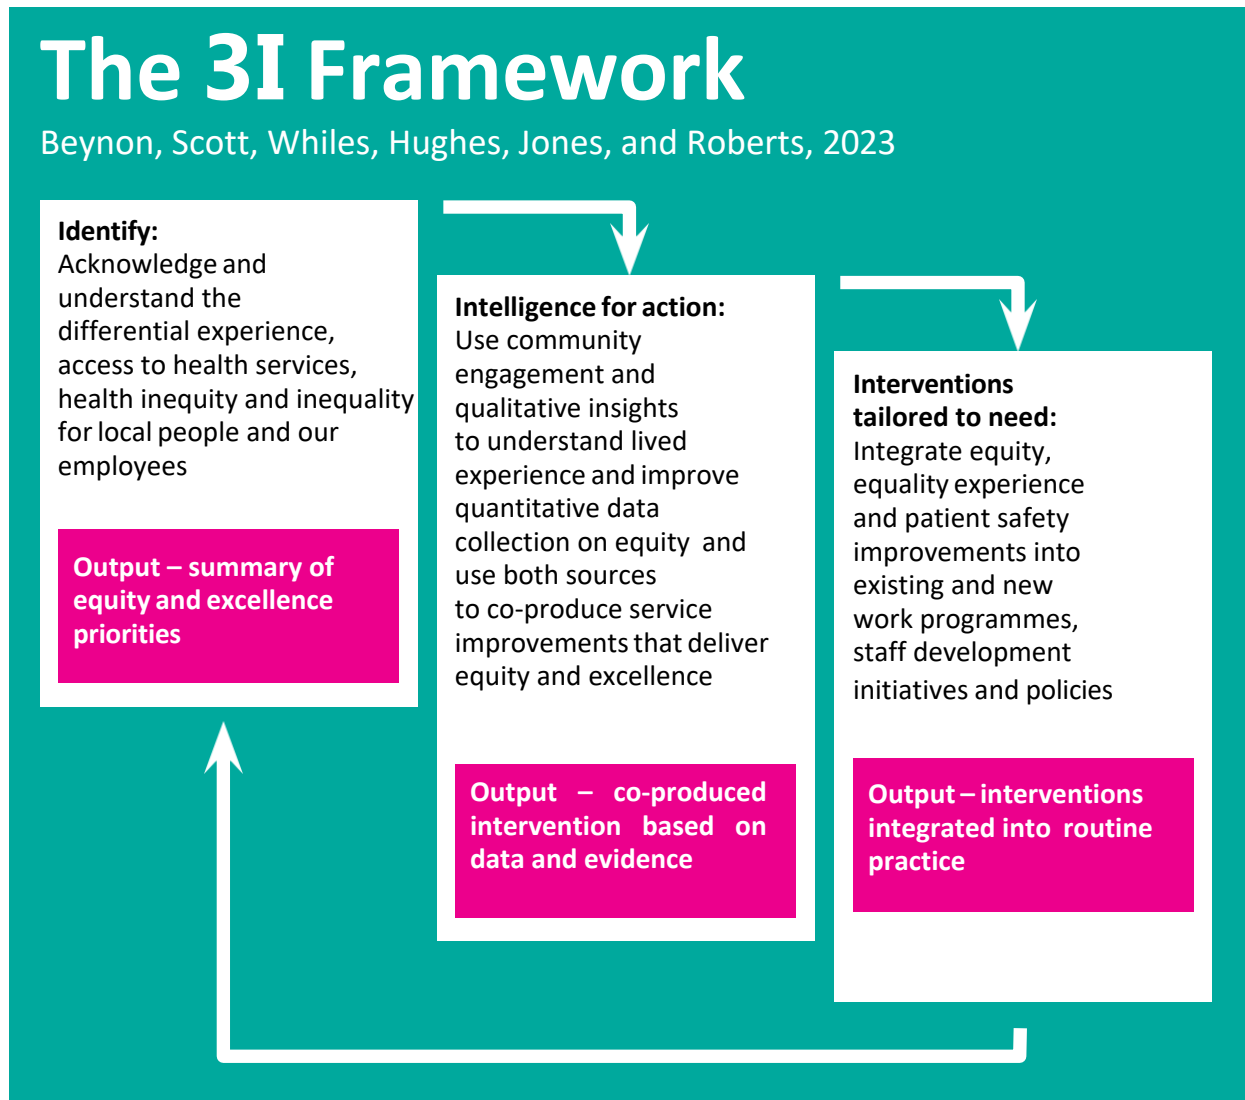 The 3I Framework
Beynon, Scott, Whiles, Hughes, Jones, and Roberts, 2023
Identify:
Acknowledge and
understand the
differential experience,
access to health services,
health inequity and inequality
for local people and our
employees
Output – summary of
equity and excellence
priorities
Intelligence for action:
Use community
engagement and
qualitative insights
to understand lived
experience and improve
quantitative data
collection on equity and
use both sources
to co-produce service
improvements that deliver
equity and excellence
Output – co-produced
intervention based on
data and evidence
Interventions
tailored to need:
Integrate equity,
equality experience
and patient safety
improvements into
existing and new
work programmes,
staff development
initiatives and policies
Output – interventions
integrated into routine
practice